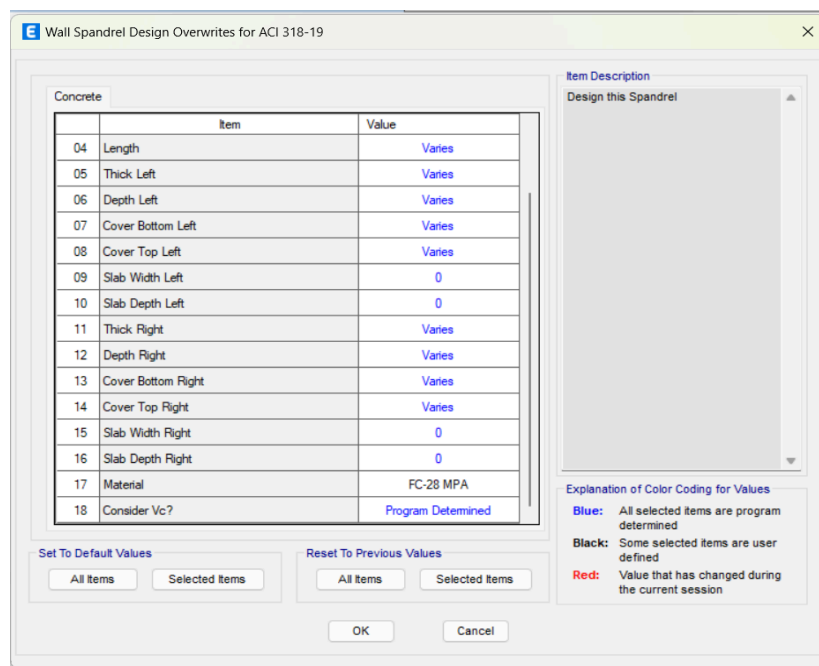 E Wall Spandrel Design Overwrites for ACI 318-19
Concrete
Item Value
04 Length Varies
05 Thick Left Varies
06 Depth Left Varies
07 Cover Bottom Left Varies
08 Cover Top Left Varies
09 Slab Width Left 0
10 Slab Depth Left 0
11 Thick Right Varies
12 Depth Right Varies
13 Cover Bottom Right Varies
14 Cover Top Right Varies
15 Slab Width Right 0
16 Slab Depth Right 0
17 Material FC-28 MPA
18 Consider Vc? Program Determined
Set To Default Values
All Items Selected Items
Reset To Previous Values
All Items Selected Items
Item Description
Design this Spandrel
Explanation of Color Coding for Values
Blue: All selected items are program
determined
Black: Some selected items are user
defined
Red: Value that has changed during
the current session
OK Cancel